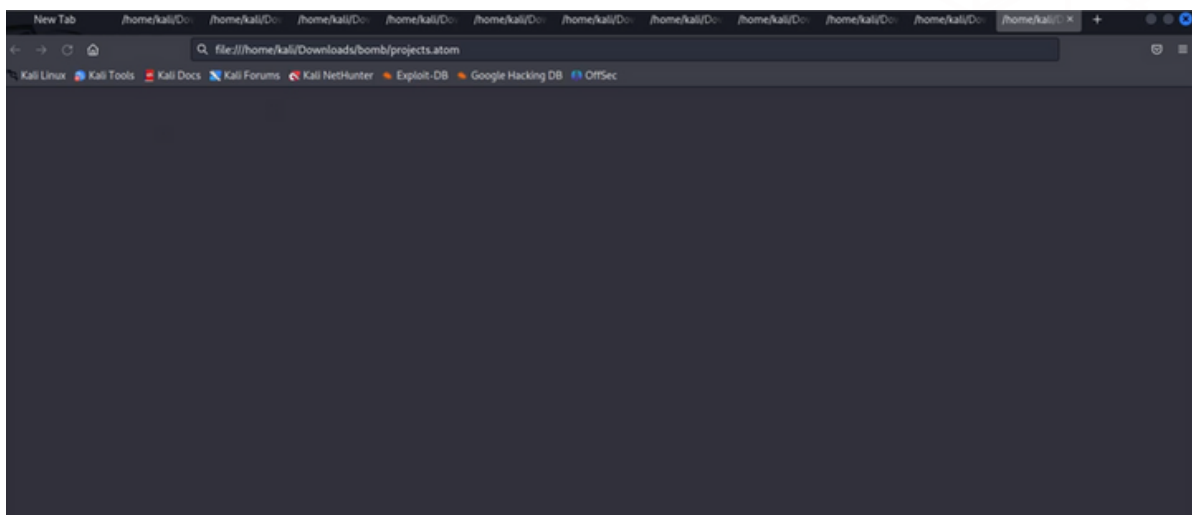 New Tab /home/kali/Do /home/kali/Do /home/kali/Do /home/kali/Do /home/kali/Do /home/kali/Do /home/kali/Do /home/kali/Do /home/kali/Do /home/kali/Do /home/kali/D × +
file:///home/kali/Downloads/bomb/projects.atom
Kali Linux Kali Tools Kali Docs Kali Forums Kali NetHunter Exploit-DB Google Hacking DB OffSec